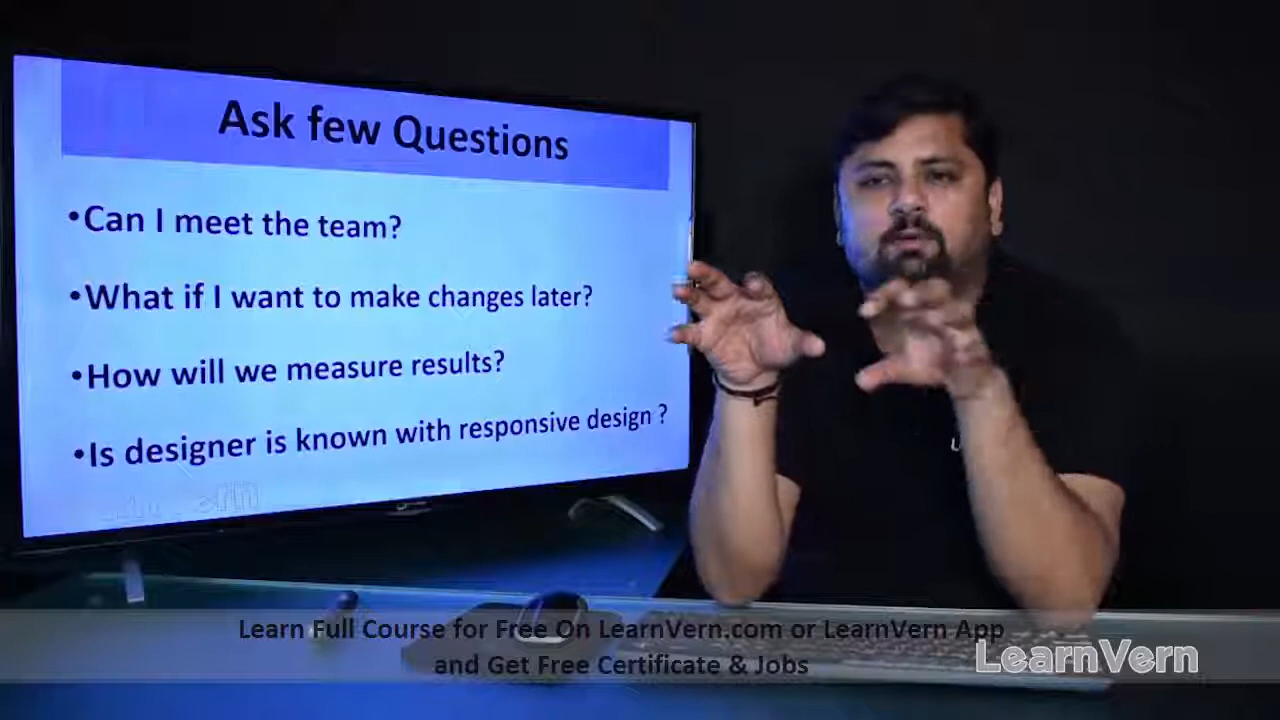 Ask few Questions
•Can I meet the team?
•What if I want to make changes later?
•How will we measure results?
•Is designer is known with responsive design ?
Learn Full Course for Free On LearnVern.com or LearnVern App
and Get Free Certificate & Jobs
LearnVern